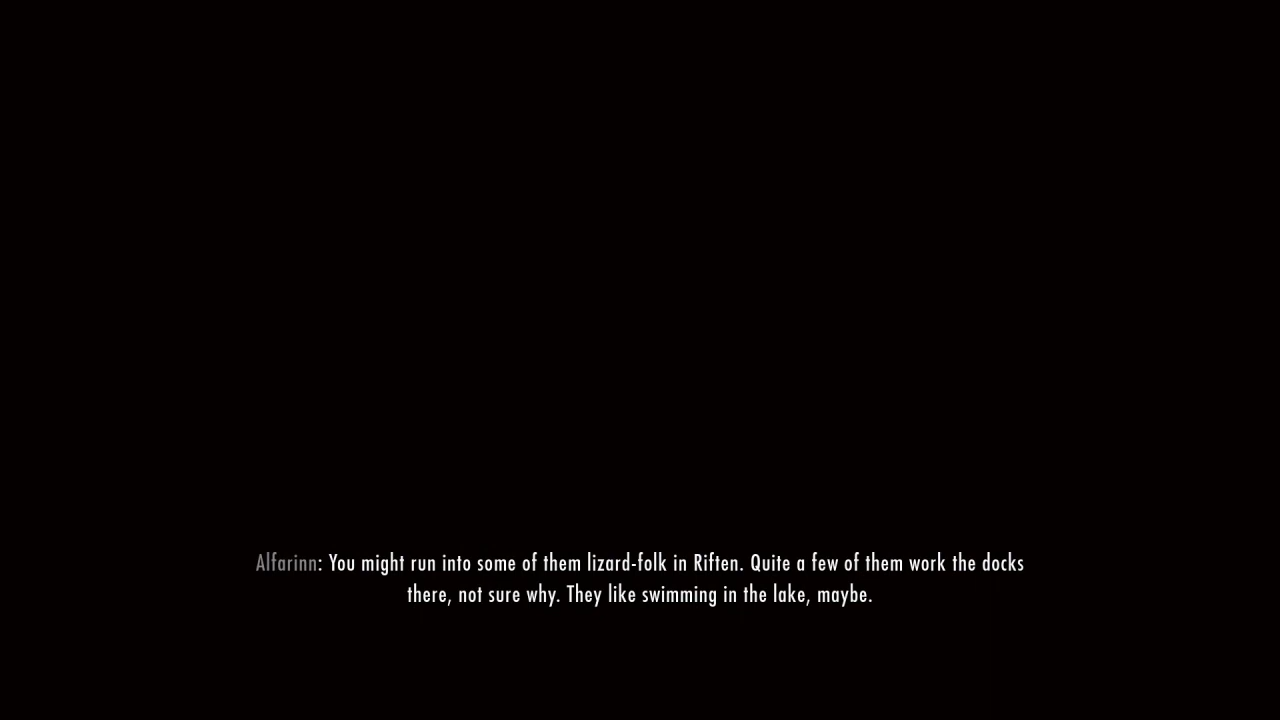 Alfarinn: You might run into some of them lizard-folk in Riften. Quite a few of them work the docks
there, not sure why. They like swimming in the lake, maybe.